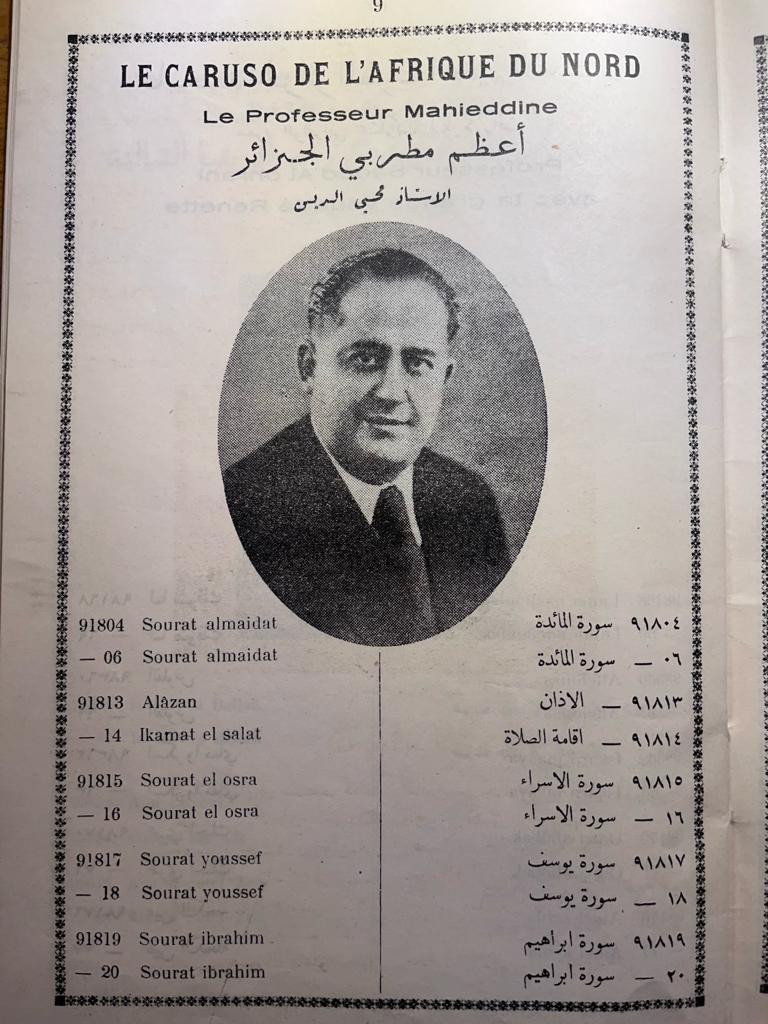 9
LE CARUSO DE L'AFRIQUE DU NORD
Le Professeur Mahieddine
أعظم مطربي الجزائر
الاستاذ محيي الدين
91804 Sourat almaidat سورة المائدة ٩١٨٠٤
— 06 Sourat almaidat سورة المائدة — ٠٦
91813 Alâzan الاذان — ٩١٨١٣
— 14 Ikamat el salat اقامة الصلاة — ٩١٨١٤
91815 Sourat el osra سورة الاسراء ٩١٨١٥
— 16 Sourat el osra سورة الاسراء — ١٦
91817 Sourat youssef سورة يوسف ٩١٨١٧
— 18 Sourat youssef سورة يوسف — ١٨
91819 Sourat ibrahim سورة ابراهيم ٩١٨١٩
— 20 Sourat ibrahim سورة ابراهيم — ٢٠